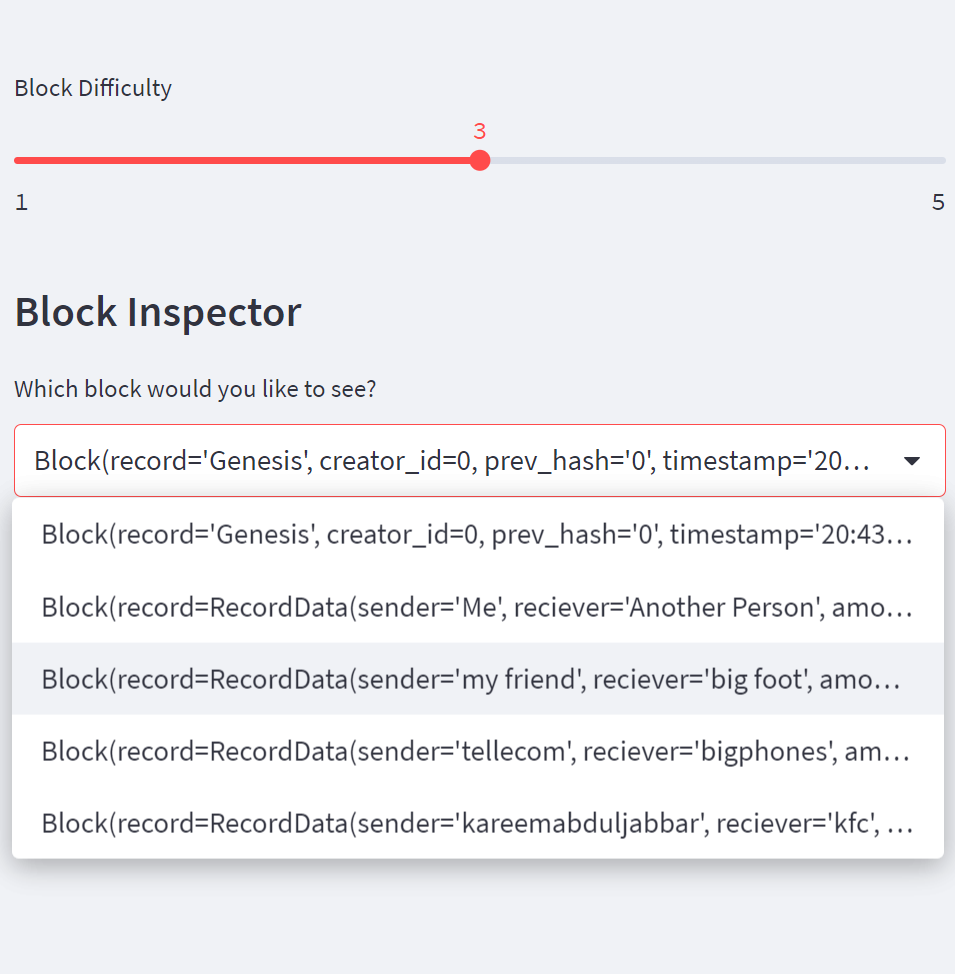 Block Difficulty
3
1
5
Block Inspector
Which block would you like to see?
Block(record='Genesis', creator_id=0, prev_hash='0', timestamp='20...
Block(record='Genesis', creator_id=0, prev_hash='0', timestamp='20:43...
Block(record=RecordData(sender='Me', reciever='Another Person', amo...
Block(record=RecordData(sender='my friend', reciever='big foot', amo...
Block(record=RecordData(sender='tellecom', reciever='bigphones', am...
Block(record=RecordData(sender='kareemabduljabbar', reciever='kfc', ...